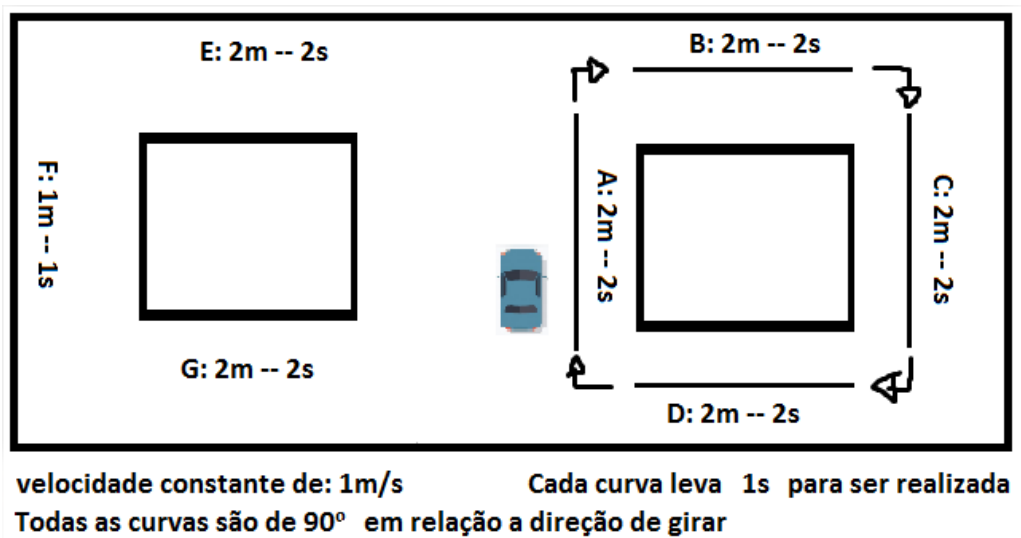 E: 2m -- 2s
B: 2m -- 2s
F: 1m -- 1s
A: 2m -- 2s
C: 2m -- 2s
G: 2m -- 2s
D: 2m -- 2s
velocidade constante de: 1m/s
Cada curva leva 1s para ser realizada
Todas as curvas são de 90º em relação a direção de girar